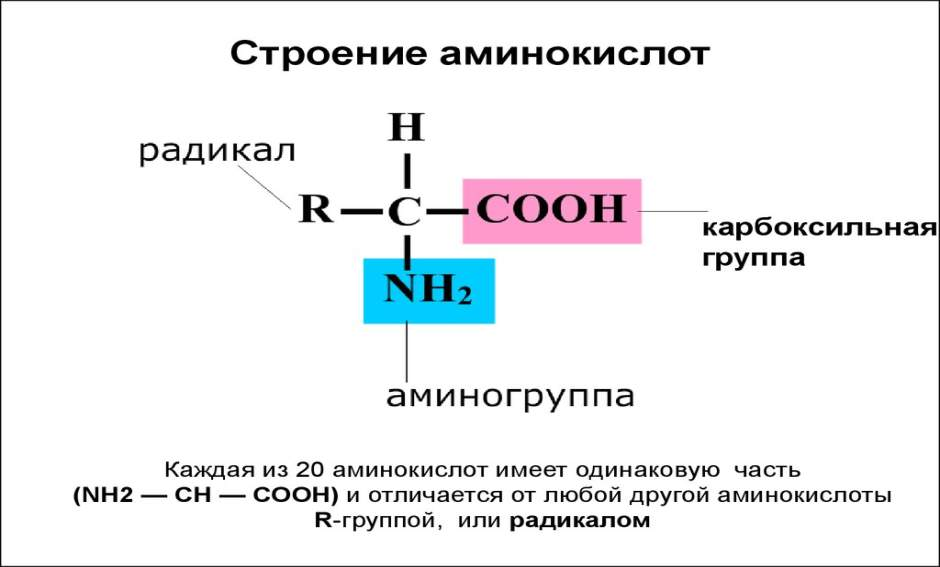 Строение аминокислот
H
радикал
R — C — COOH
карбоксильная
группа
NH₂
аминогруппа
Каждая из 20 аминокислот имеет одинаковую часть
(NH2 — CH — COOH) и отличается от любой другой аминокислоты
R-группой, или радикалом